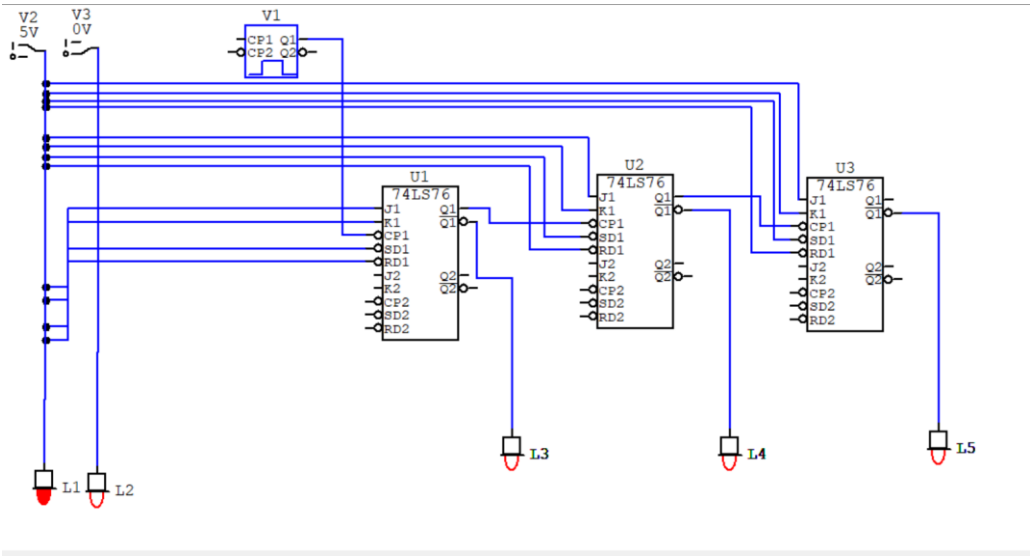 V2
5V
V3
0V
V1
CP1 Q1
CP2 Q2
U1
74LS76
J1 Q1
K1 Q1
CP1
SD1
RD1
J2 Q2
K2 Q2
CP2
SD2
RD2
U2
74LS76
J1 Q1
K1 Q1
CP1
SD1
RD1
J2 Q2
K2 Q2
CP2
SD2
RD2
U3
74LS76
J1 Q1
K1 Q1
CP1
SD1
RD1
J2 Q2
K2 Q2
CP2
SD2
RD2
L1
L2
L3
L4
L5